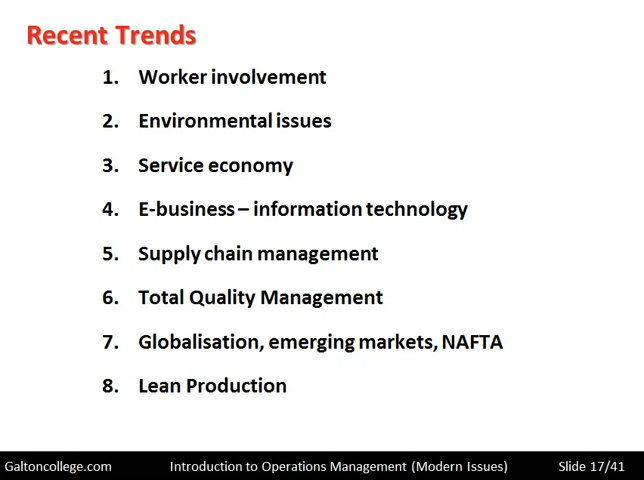 Recent Trends
1. Worker involvement
2. Environmental issues
3. Service economy
4. E-business – information technology
5. Supply chain management
6. Total Quality Management
7. Globalisation, emerging markets, NAFTA
8. Lean Production
Galtoncollege.com Introduction to Operations Management (Modern Issues) Slide 17/41